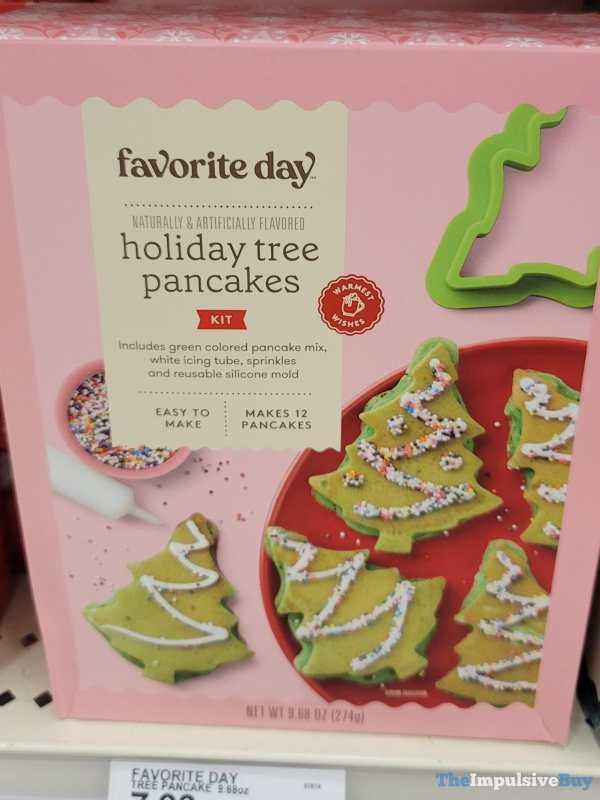 favorite day
NATURALLY & ARTIFICIALLY FLAVORED
holiday tree
pancakes
KIT
WARMEST
WISHES
Includes green colored pancake mix,
white icing tube, sprinkles
and reusable silicone mold
EASY TO
MAKE
MAKES 12
PANCAKES
NET WT 9.68 OZ (274g)
FAVORITE DAY
TREE PANCAKE 9.68oz
TheImpulsiveBuy